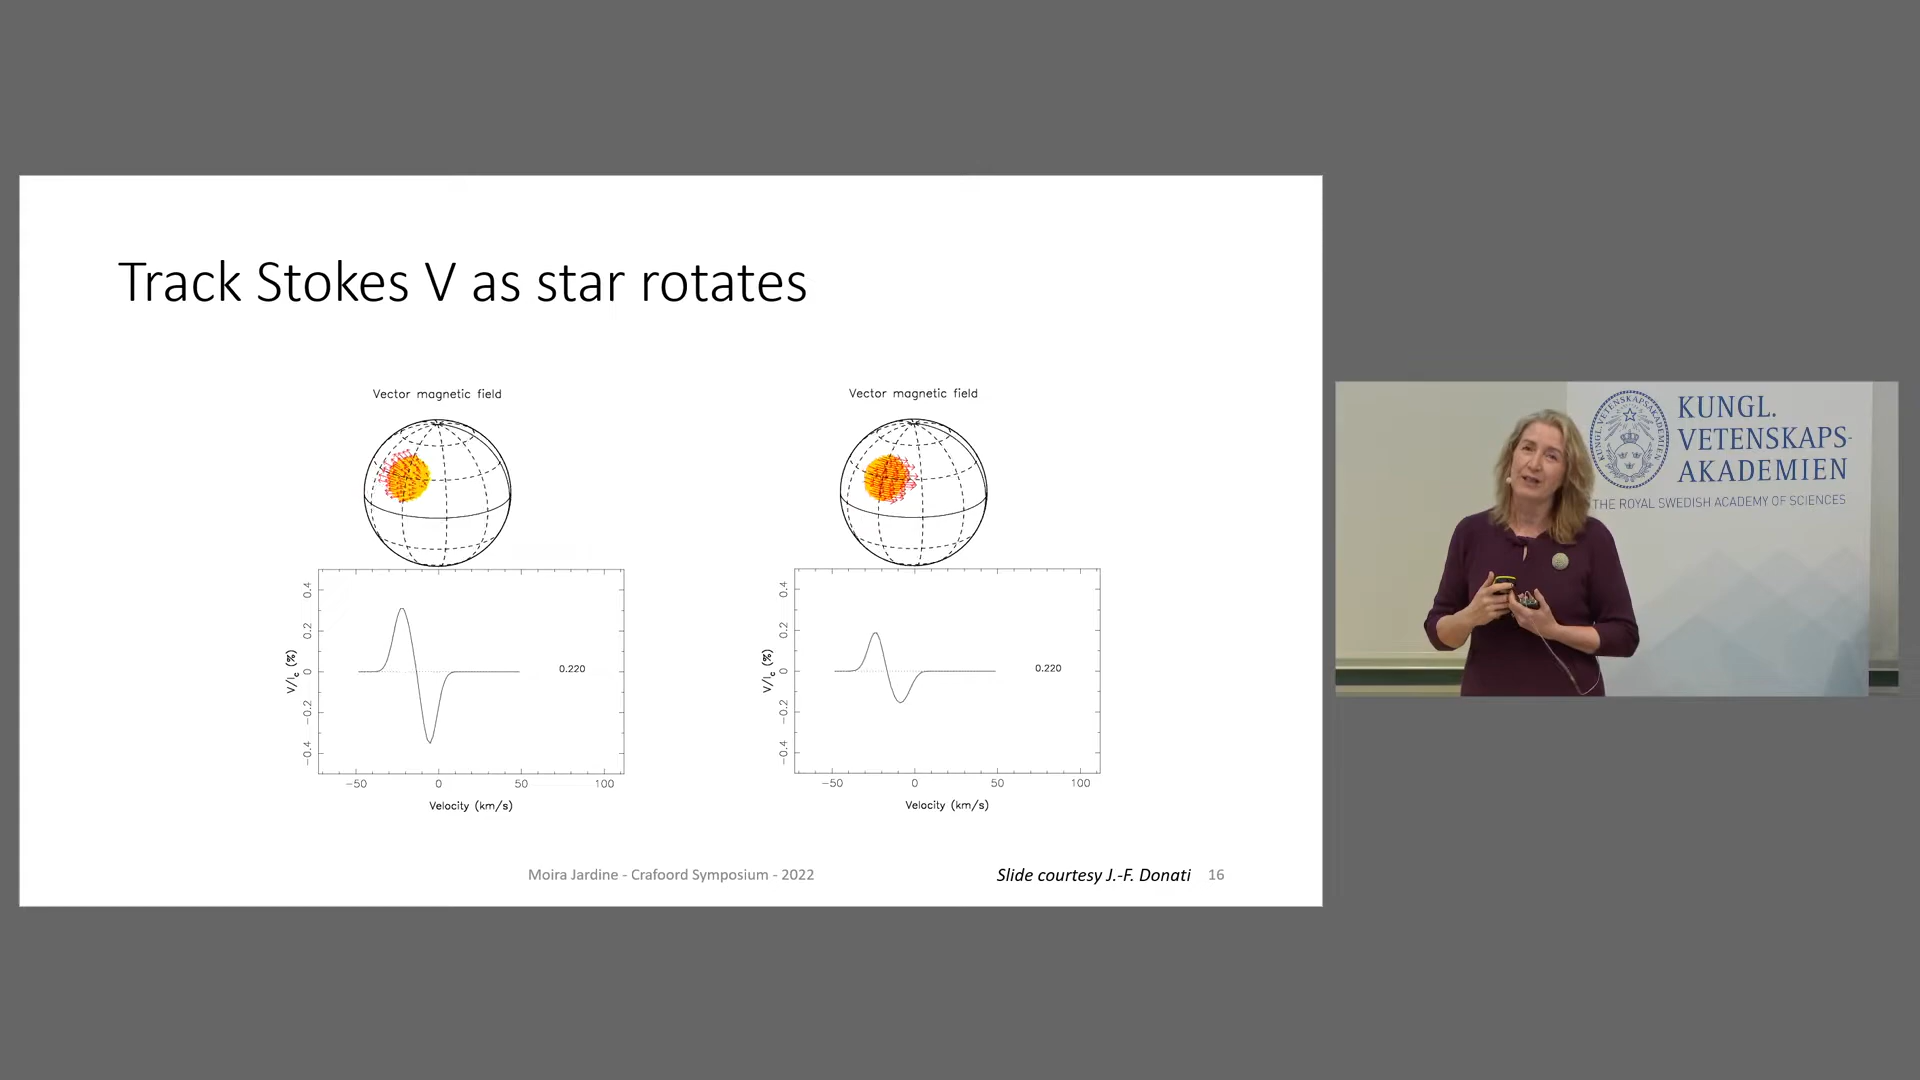 Track Stokes V as star rotates
Vector magnetic field
Vector magnetic field
0.4
0.2
0
−0.2
−0.4
V/Ic (%)
0.220
−50 0 50 100
Velocity (km/s)
0.4
0.2
0
−0.2
−0.4
V/Ic (%)
0.220
−50 0 50 100
Velocity (km/s)
Moira Jardine - Crafoord Symposium - 2022
Slide courtesy J.-F. Donati
16
KUNGL.
VETENSKAPS-
AKADEMIEN
THE ROYAL SWEDISH ACADEMY OF SCIENCES